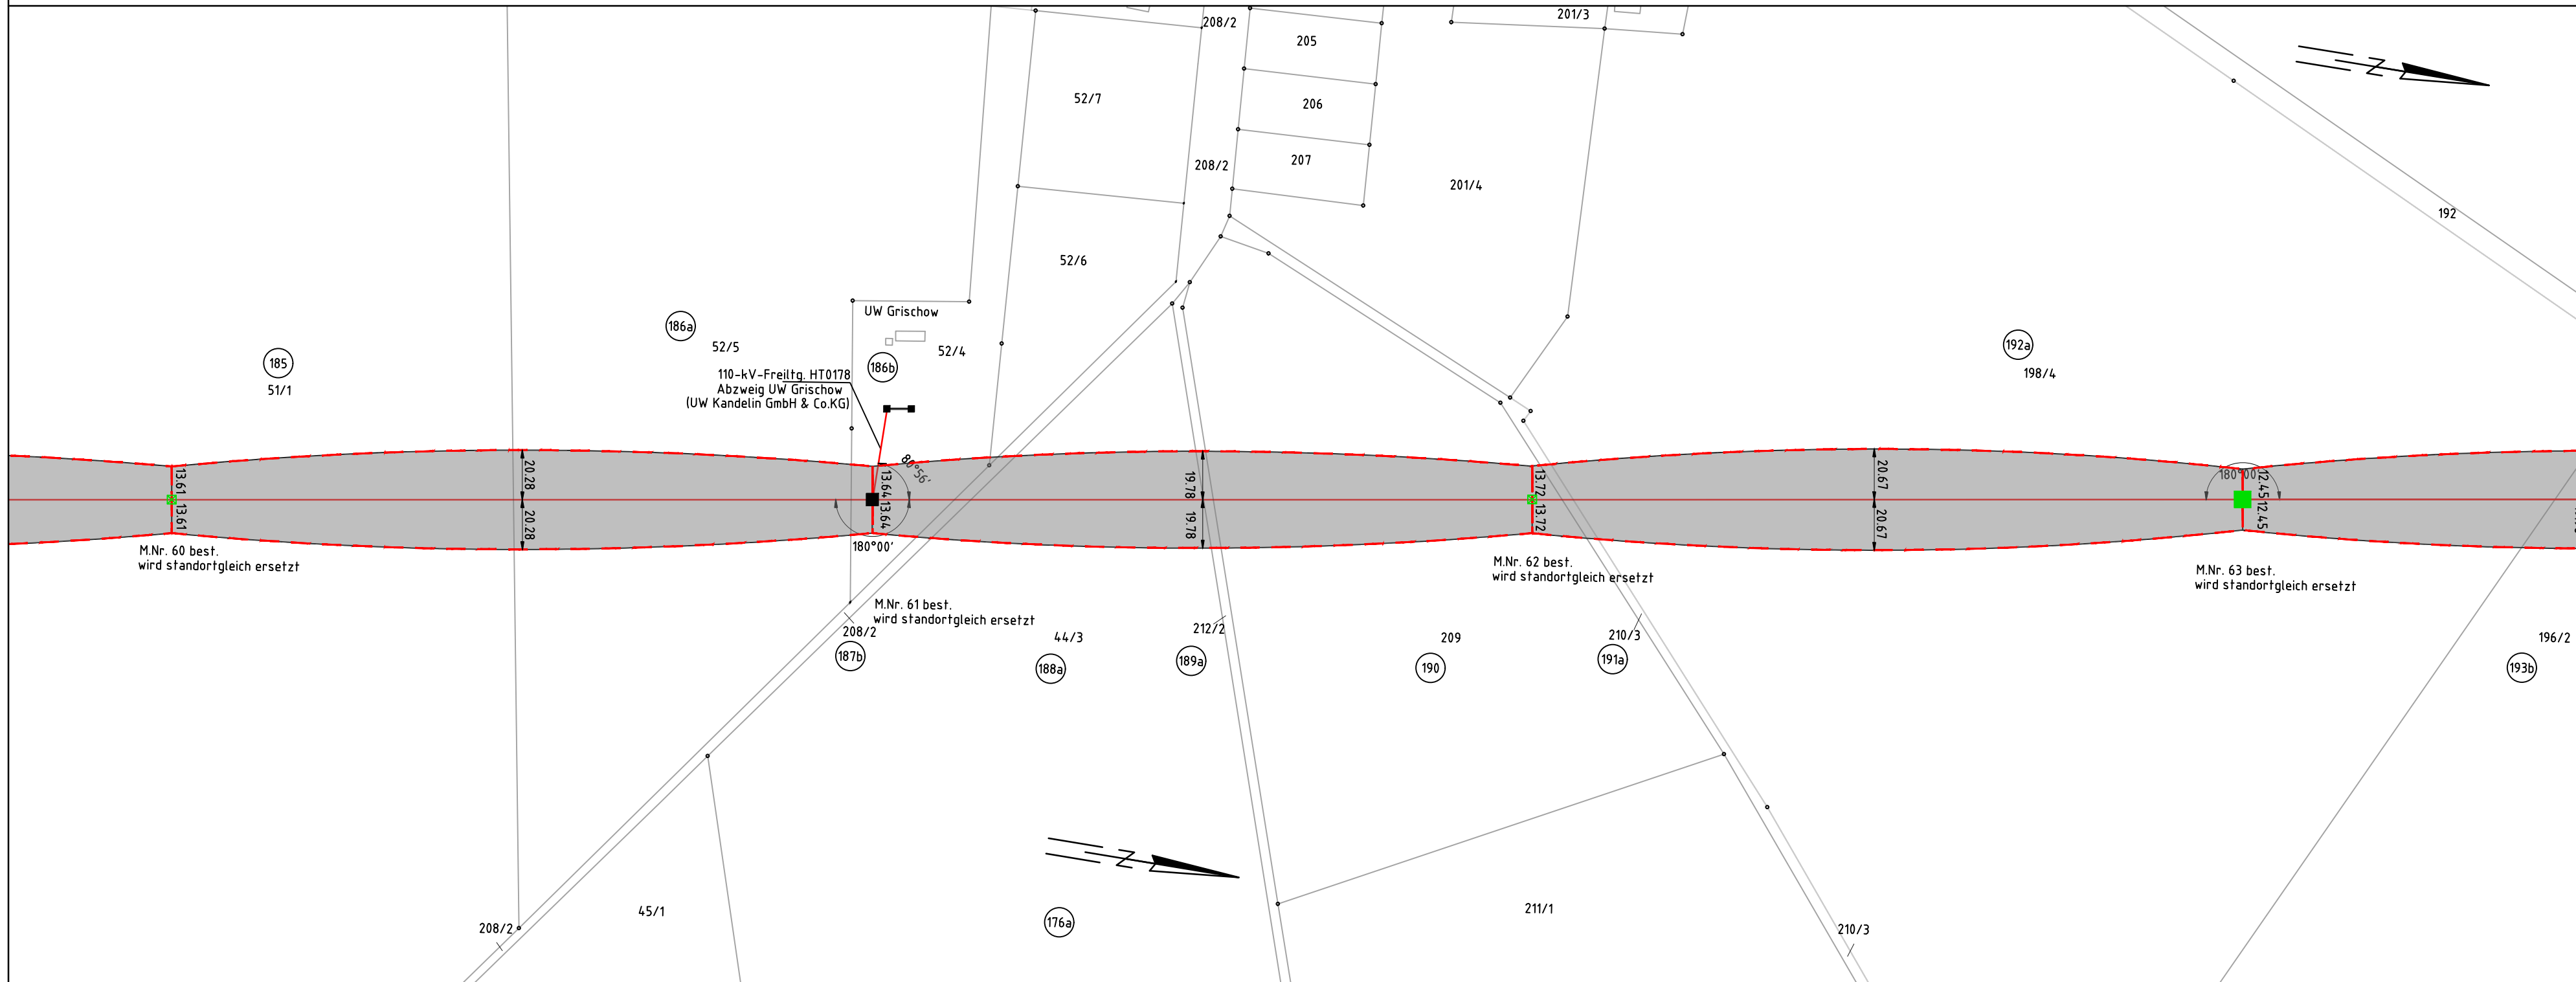 208/2
201/3
205
52/7
206
207
208/2
201/4
192
52/6
UW Grischow
186a
52/5
52/4
192a
198/4
185
51/1
186b
110-kV-Freiltg. HT0178
Abzweig UW Grischow
(UW Kandelin GmbH & Co.KG)
13.61
13.61
20.28
20.28
13.64
13.64
80°56'
180°00'
19.78
19.78
13.72
13.72
20.67
20.67
180°00'
12.45
12.45
M.Nr. 60 best.
wird standortgleich ersetzt
M.Nr. 61 best.
wird standortgleich ersetzt
M.Nr. 62 best.
wird standortgleich ersetzt
M.Nr. 63 best.
wird standortgleich ersetzt
208/2
187b
44/3
188a
212/2
189a
209
190
210/3
191a
196/2
193b
N
N
45/1
208/2
176a
211/1
210/3